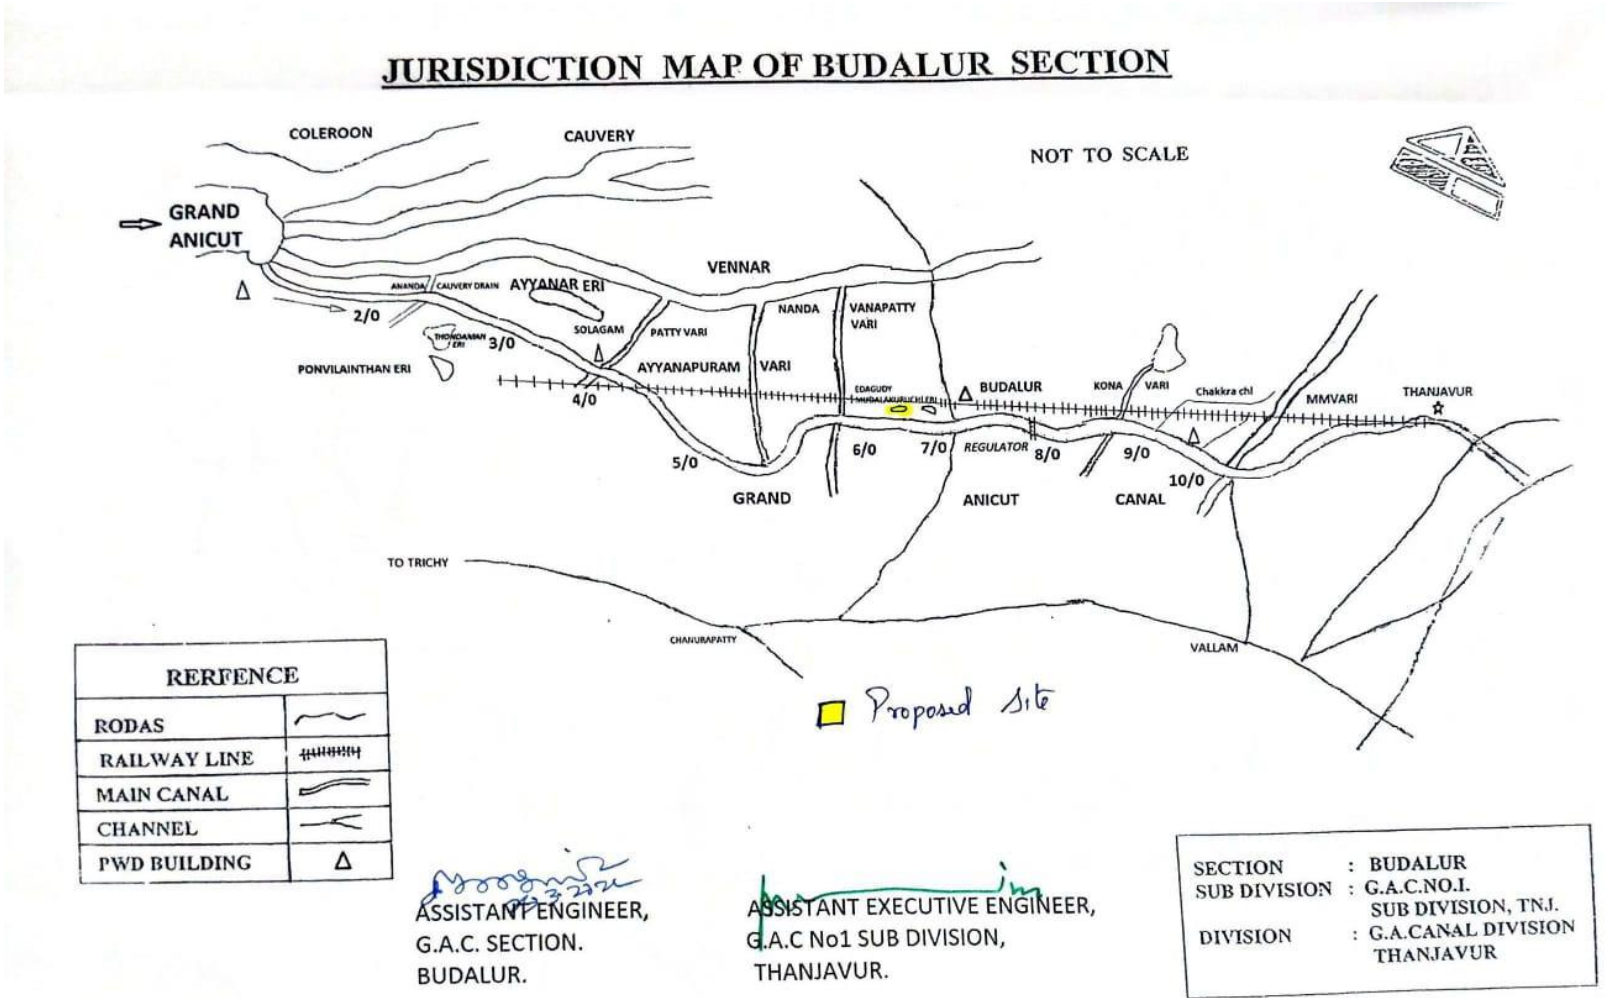 JURISDICTION MAP OF BUDALUR SECTION
COLEROON
CAUVERY
NOT TO SCALE
GRAND
ANICUT
VENNAR
ANANDA
CAUVERY DRAIN
AYYANAR ERI
2/0
NANDA
VANAPATTY
VARI
SOLAGAM
PATTY VARI
THONDAMAN
ERI
3/0
PONVILAINTHAN ERI
AYYANAPURAM
VARI
EDAGUDY
BUDALUR
KONA
VARI
Chakkra chl
MMVARI
THANJAVUR
4/0
5/0
6/0
7/0
REGULATOR
8/0
9/0
10/0
GRAND
ANICUT
CANAL
TO TRICHY
CHANURAPATTY
VALLAM
Proposed Site
RERFENCE
RODAS
RAILWAY LINE
MAIN CANAL
CHANNEL
PWD BUILDING
ASSISTANT ENGINEER,
G.A.C. SECTION.
BUDALUR.
ASSISTANT EXECUTIVE ENGINEER,
G.A.C No1 SUB DIVISION,
THANJAVUR.
SECTION : BUDALUR
SUB DIVISION : G.A.C.NO.I.
SUB DIVISION, TNJ.
DIVISION : G.A.CANAL DIVISION
THANJAVUR